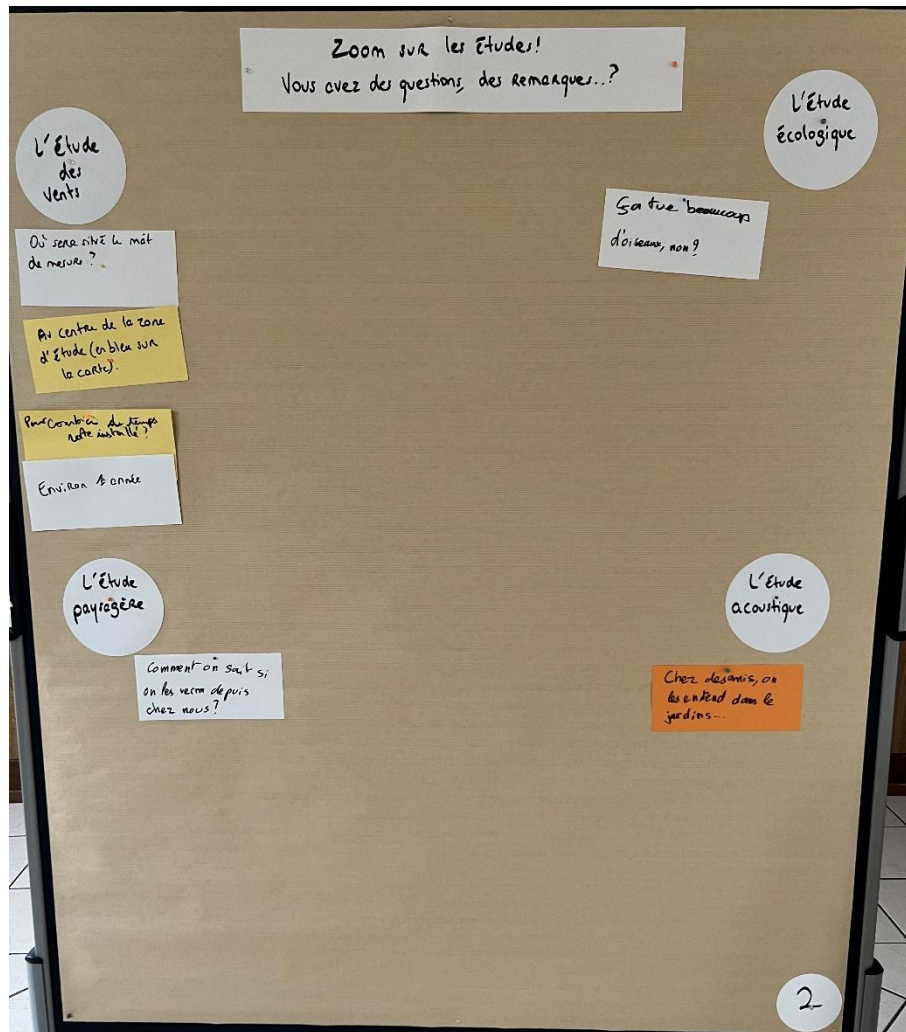 Zoom sur les études!
Vous avez des questions, des remarques..?
L'étude
des
vents
Où sera situé le mât
de mesure ?
Au centre de la zone
d'étude (en bleu sur
la carte).
Pour combien de temps
reste installé ?
Environ 1 année
L'étude
écologique
ça tue beaucoup
d'oiseaux, non ?
L'étude
paysagère
Comment on sait si
on les verra depuis
chez nous ?
L'étude
acoustique
Chez des amis, on
les entend dans le
jardins...
2